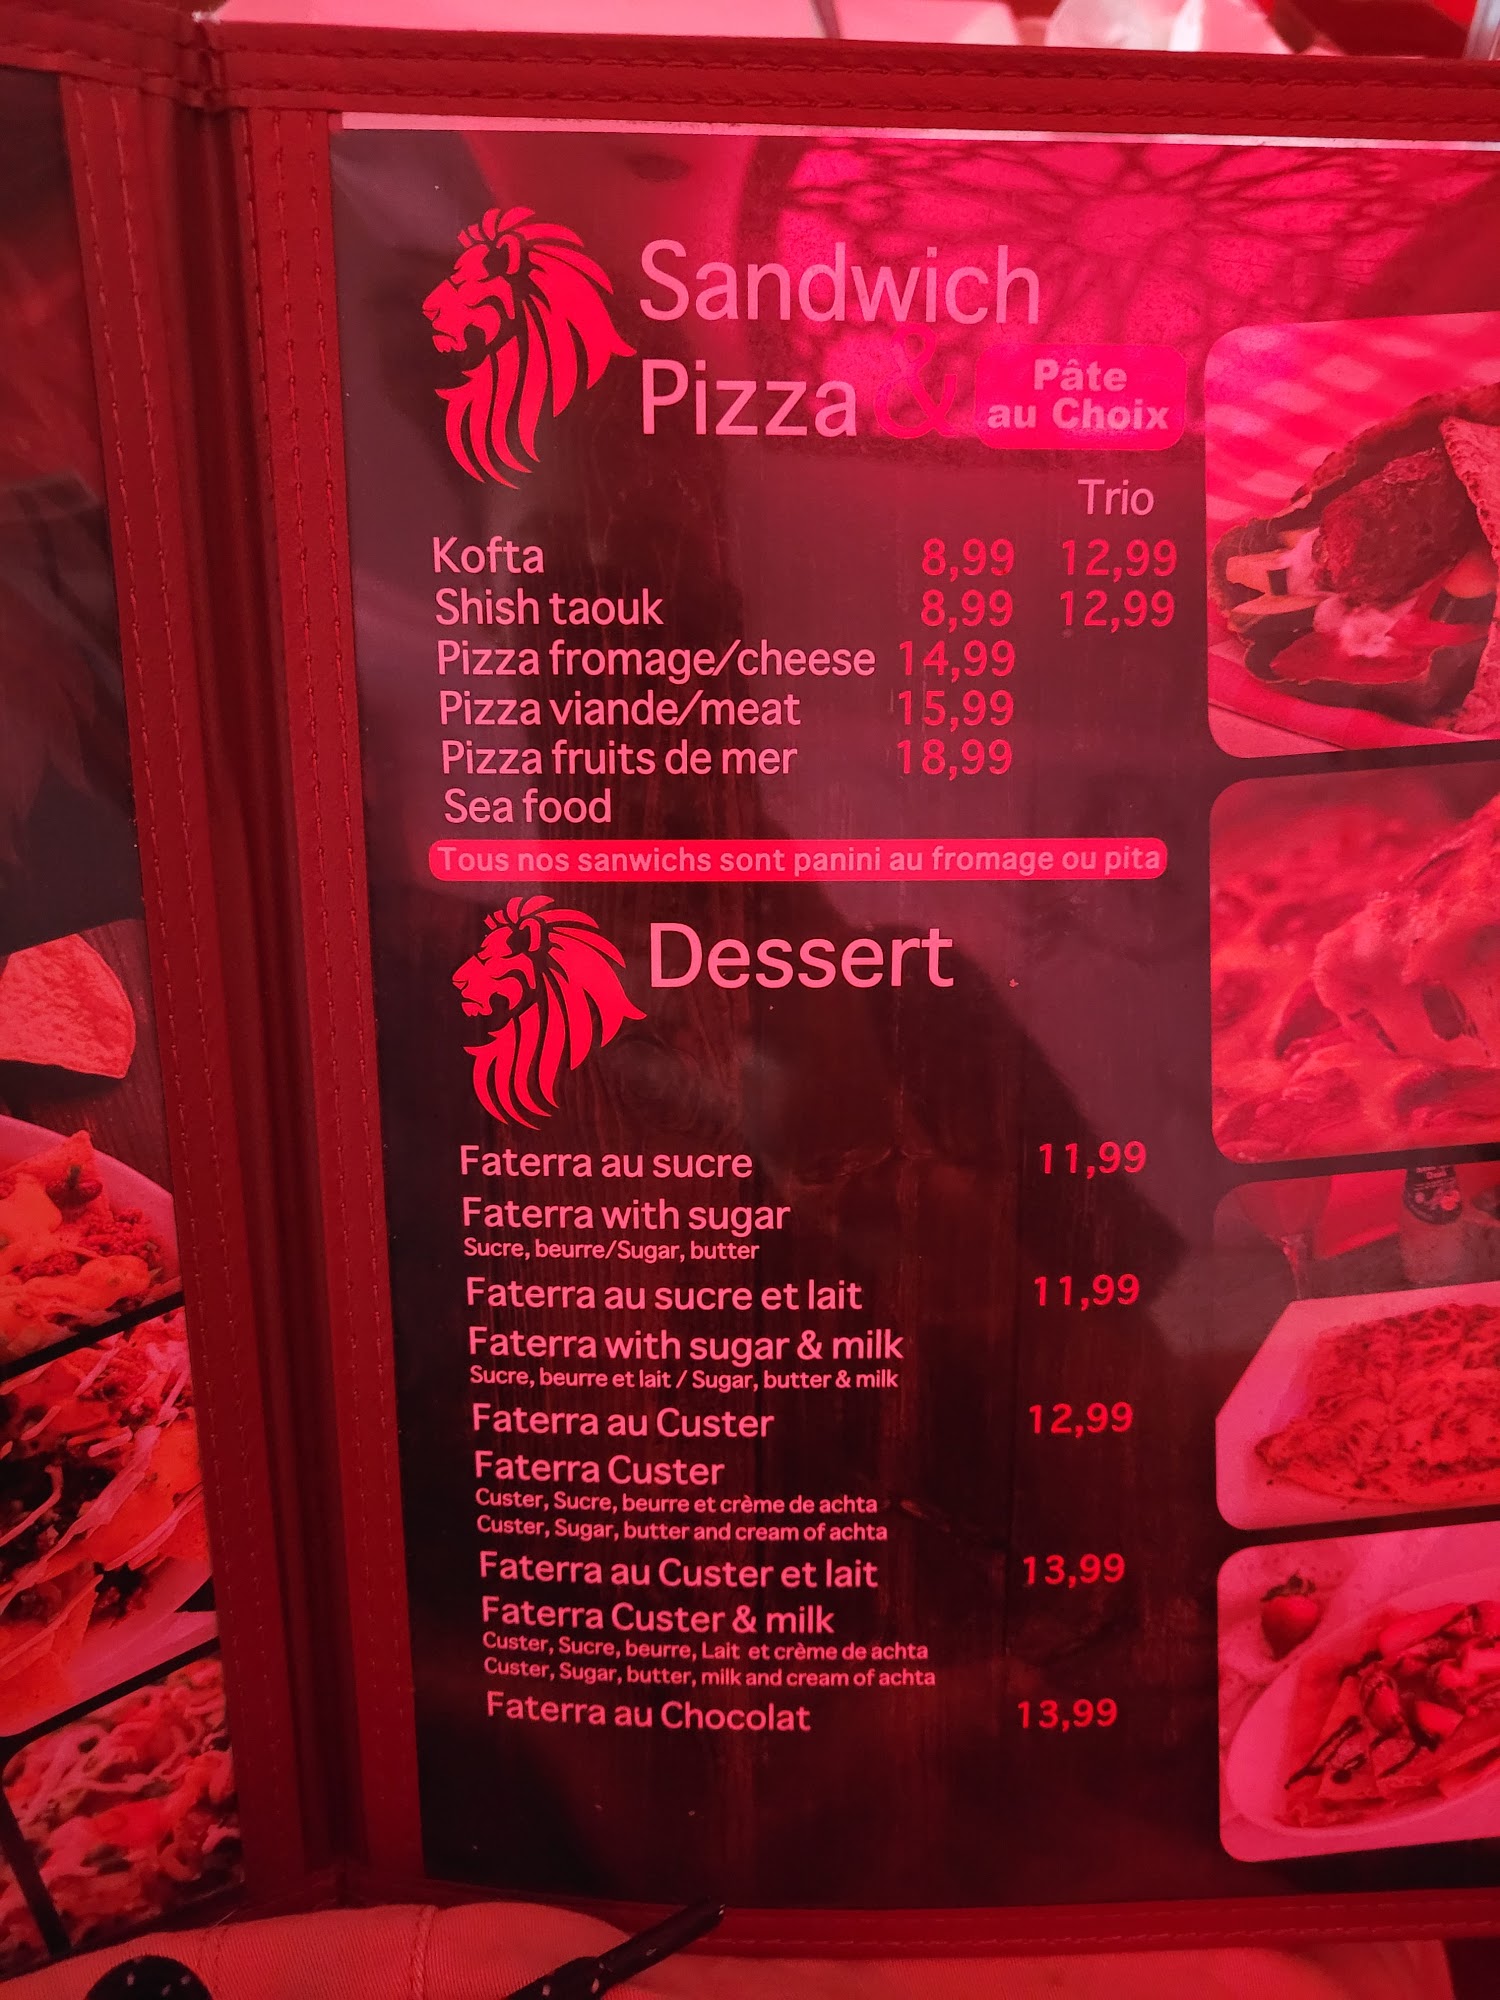 Sandwich
Pizza &
Pâte
au Choix
Trio
Kofta 8,99 12,99
Shish taouk 8,99 12,99
Pizza fromage/cheese 14,99
Pizza viande/meat 15,99
Pizza fruits de mer 18,99
Sea food
Tous nos sanwichs sont panini au fromage ou pita
Dessert
Faterra au sucre 11,99
Faterra with sugar
Sucre, beurre/Sugar, butter
Faterra au sucre et lait 11,99
Faterra with sugar & milk
Sucre, beurre et lait / Sugar, butter & milk
Faterra au Custer 12,99
Faterra Custer
Custer, Sucre, beurre et crème de achta
Custer, Sugar, butter and cream of achta
Faterra au Custer et lait 13,99
Faterra Custer & milk
Custer, Sucre, beurre, Lait et crème de achta
Custer, Sugar, butter, milk and cream of achta
Faterra au Chocolat 13,99